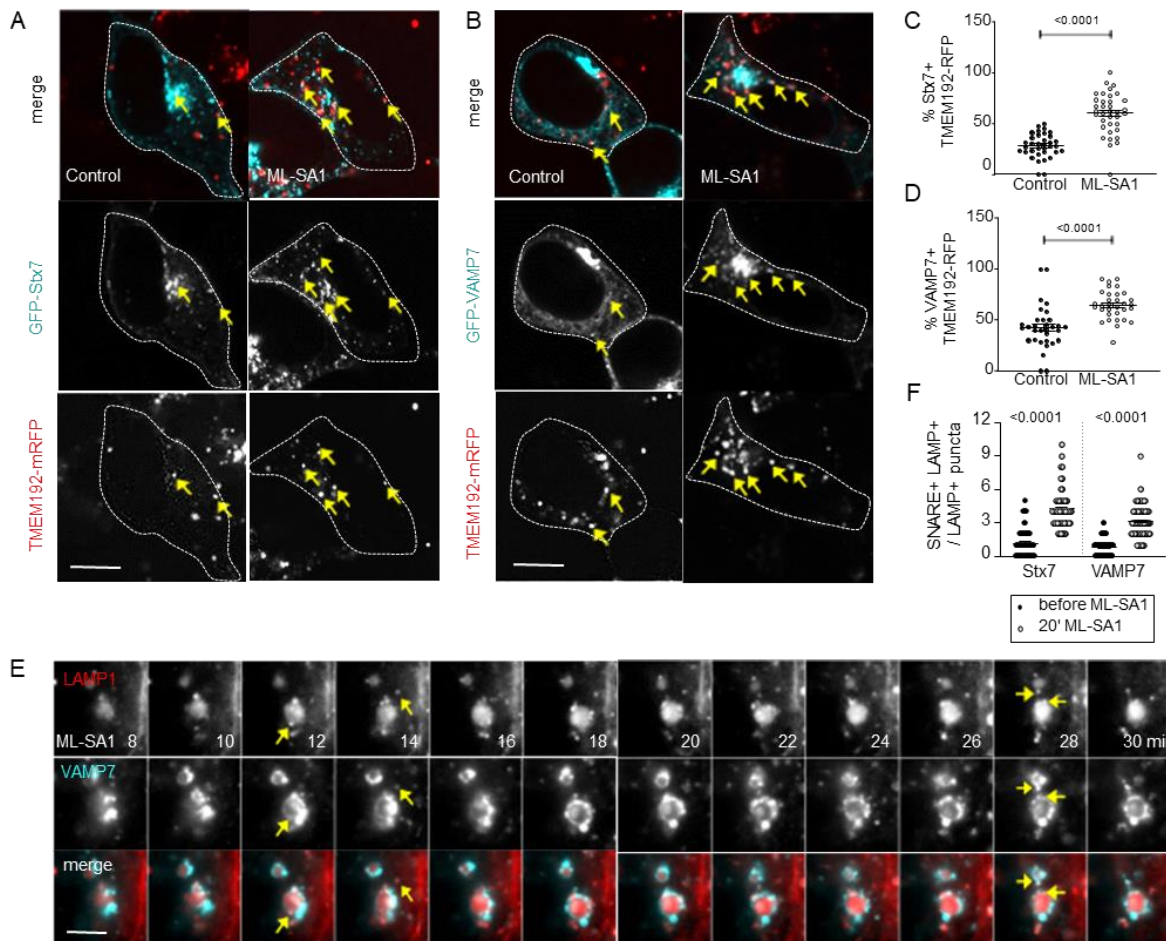 A
merge
Control
ML-SA1
GFP-Stx7
TMEM192-mRFP
B
merge
Control
ML-SA1
GFP-VAMP7
TMEM192-mRFP
C
<0.0001
% Stx7+
TMEM192-RFP
150
100
50
0
Control ML-SA1
D
<0.0001
% VAMP7+
TMEM192-RFP
150
100
50
0
Control ML-SA1
F
<0.0001 <0.0001
SNARE+ LAMP+
/ LAMP+ puncta
12
9
6
3
0
Stx7 VAMP7
before ML-SA1
20' ML-SA1
E
LAMP1
ML-SA1 8 10 12 14 16 18 20 22 24 26 28 30 mi
VAMP7
merge